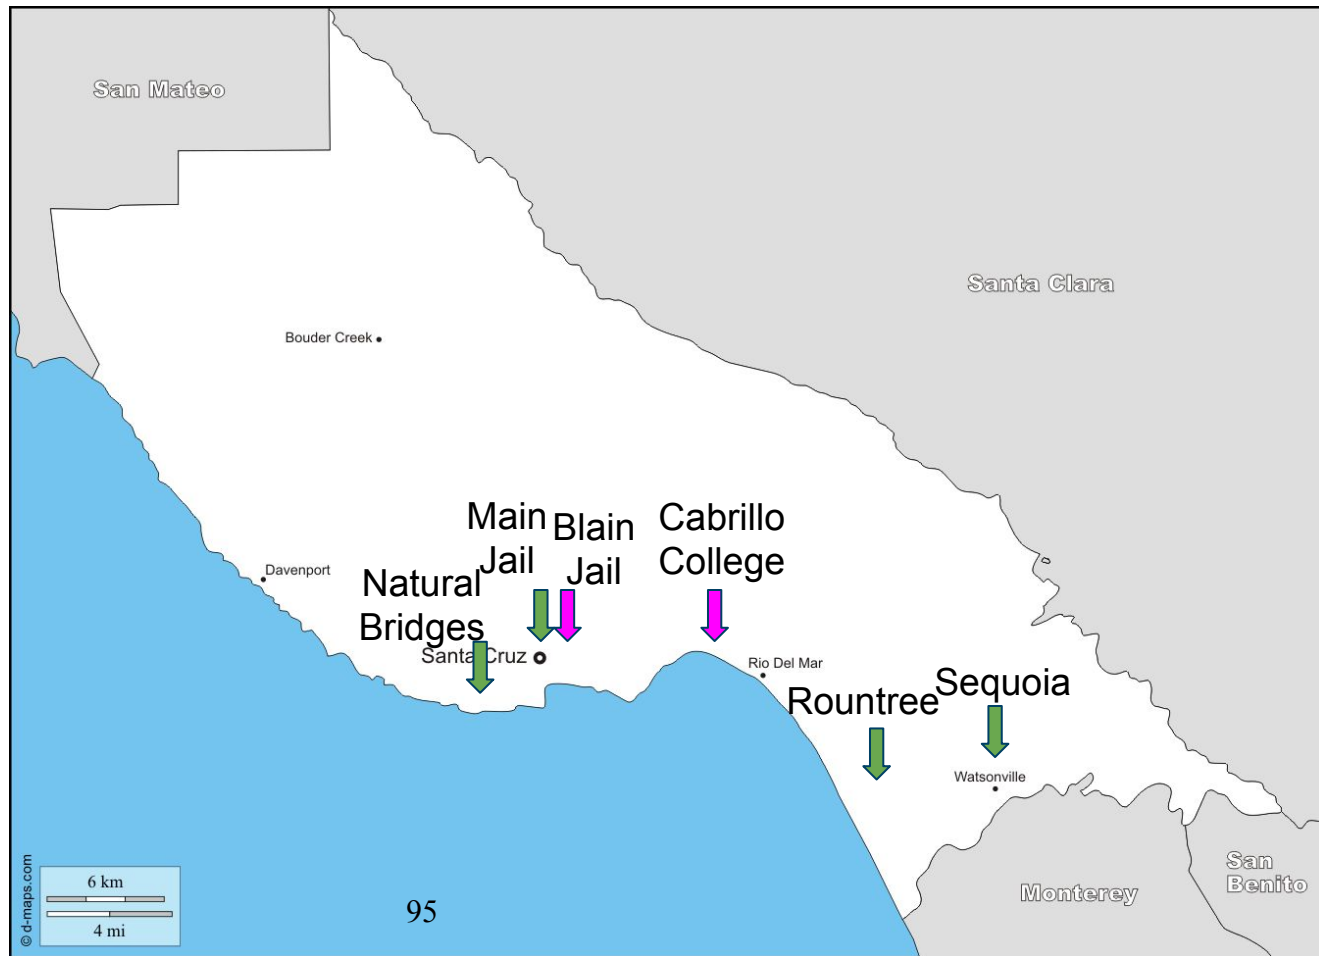 San Mateo
Santa Clara
Bouder Creek
Main
Jail
Blain
Jail
Cabrillo
College
Davenport
Natural
Bridges
Santa Cruz
Rio Del Mar
Rountree
Sequoia
Watsonville
San
Benito
Monterey
© d-maps.com
6 km
4 mi
95